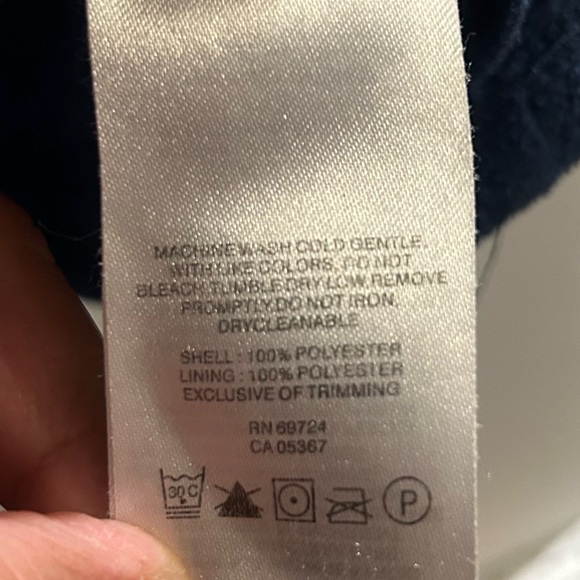 MACHINE WASH COLD GENTLE.
WITH LIKE COLORS. DO NOT
BLEACH. TUMBLE DRY LOW. REMOVE
PROMPTLY. DO NOT IRON.
DRYCLEANABLE
SHELL : 100% POLYESTER
LINING : 100% POLYESTER
EXCLUSIVE OF TRIMMING
RN 69724
CA 05367
30C P